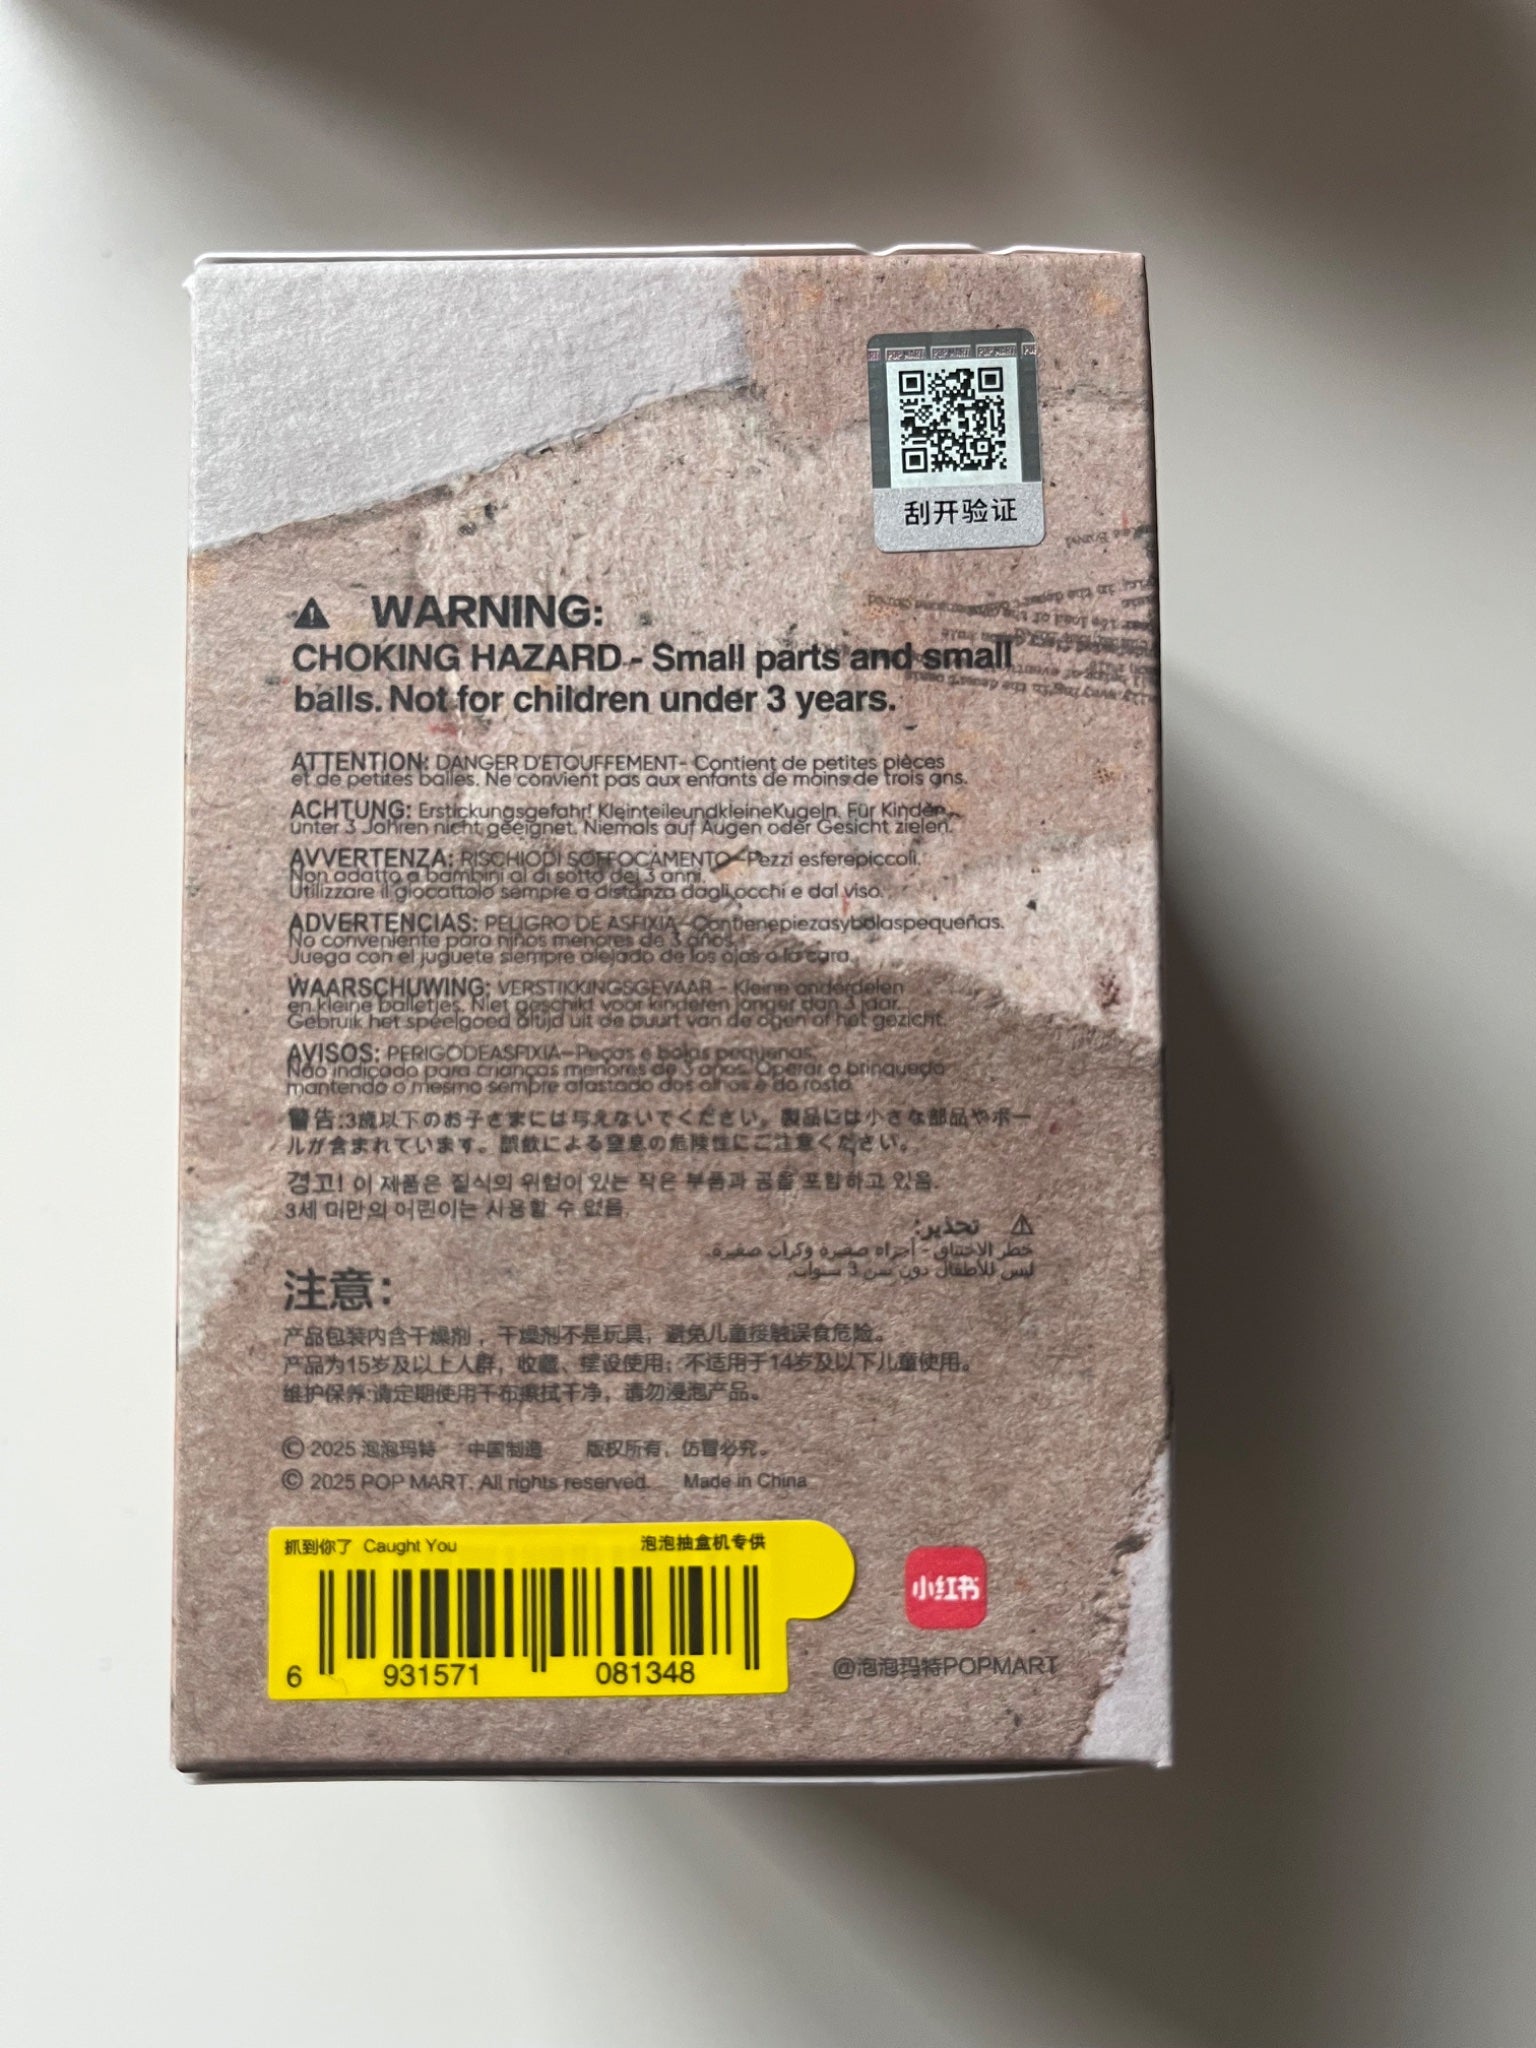 POP MART POP MART POP MART
刮开验证
WARNING:
CHOKING HAZARD - Small parts and small
balls. Not for children under 3 years.
ATTENTION: DANGER D'ETOUFFEMENT- Contient de petites pièces
et de petites balles. Ne convient pas aux enfants de moins de trois ans.
ACHTUNG: Erstickungsgefahr! KleinteileundkleineKugeln. Für Kinder
unter 3 Jahren nicht geeignet. Niemals auf Augen oder Gesicht zielen.
AVVERTENZA: RISCHIODI SOFFOCAMENTO-Pezzi esferepiccoli.
Non adatto a bambini al di sotto dei 3 anni.
Utilizzare il giocattolo sempre a distanza dagli occhi e dal viso.
ADVERTENCIAS: PELIGRO DE ASFIXIA-Contienepiezasybolaspequeñas.
No conveniente para niños menores de 3 años.
Juega con el juguete siempre alejado de los ojos o la cara.
WAARSCHUWING: VERSTIKKINGSGEVAAR - Kleine onderdelen
en kleine balletjes. Niet geschikt voor kinderen jonger dan 3 jaar.
Gebruik het speelgoed altijd uit de buurt van de ogen of het gezicht.
AVISOS: PERIGODEASFIXIA-Peças e bolas pequenas.
Não indicado para crianças menores de 3 anos. Operar o brinquedo
mantendo o mesmo sempre afastado dos olhos e do rosto.
警告:3歳以下のお子さまには与えないでください。製品には小さな部品やボー
ルが含まれています。誤飲による窒息の危険性にご注意ください。
경고! 이 제품은 질식의 위험이 있는 작은 부품과 공을 포함하고 있음.
3세 미만의 어린이는 사용할 수 없음.
تحذير:
خطر الاختناق - أجزاء صغيرة وكرات صغيرة.
ليس للأطفال دون سن 3 سنوات.
注意：
产品包装内含干燥剂，干燥剂不是玩具，避免儿童接触误食危险。
产品为15岁及以上人群，收藏、摆设使用；不适用于14岁及以下儿童使用。
维护保养:请定期使用干布擦拭干净，请勿浸泡产品。
© 2025 泡泡玛特 中国制造 版权所有，仿冒必究。
© 2025 POP MART. All rights reserved. Made in China
抓到你了 Caught You 泡泡抽盒机专供
6 931571 081348
小红书
@泡泡玛特POPMART